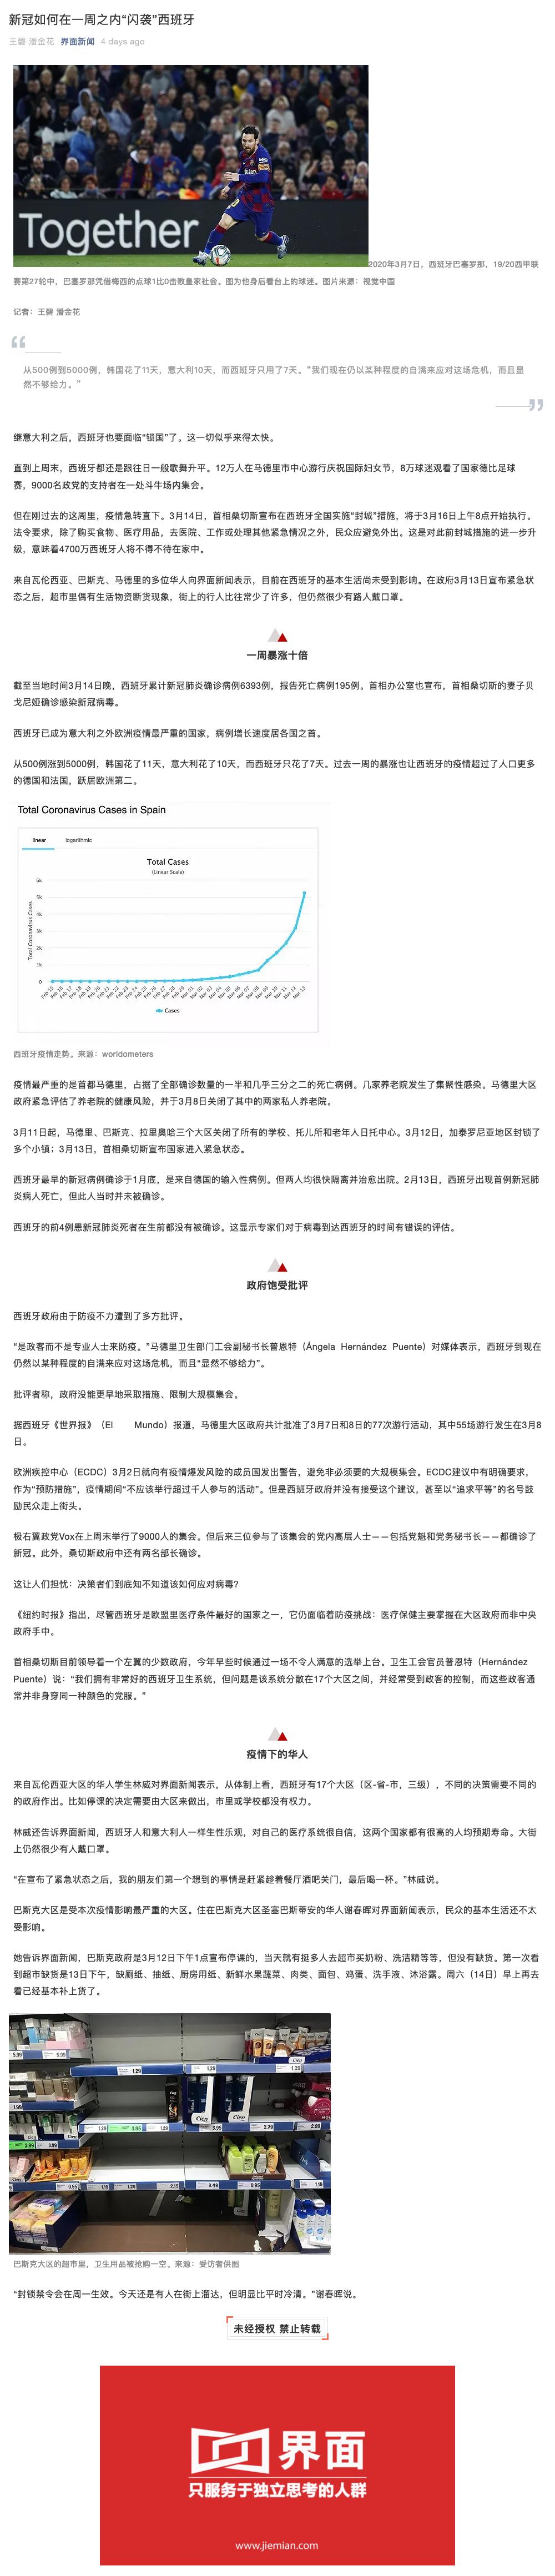 新冠如何在一周之内“闪袭”西班牙
王磬 潘金花 界面新闻 4 days ago
Together
2020年3月7日，西班牙巴塞罗那，19/20西甲联
赛第27轮中，巴塞罗那凭借梅西的点球1比0击败皇家社会。图为他身后看台上的球迷。图片来源：视觉中国
记者：王磬 潘金花
从500例到5000例，韩国花了11天，意大利10天，而西班牙只用了7天。“我们现在仍以某种程度的自满来应对这场危机，而且显
然不够给力。”
继意大利之后，西班牙也要面临“锁国”了。这一切似乎来得太快。
直到上周末，西班牙都还是跟往日一般歌舞升平。12万人在马德里市中心游行庆祝国际妇女节，8万球迷观看了国家德比足球
赛，9000名政党的支持者在一处斗牛场内集会。
但在刚过去的这周里，疫情急转直下。3月14日，首相桑切斯宣布在西班牙全国实施“封城”措施，将于3月16日上午8点开始执行。
法令要求，除了购买食物、医疗用品，去医院、工作或处理其他紧急情况之外，民众应避免外出。这是对此前封城措施的进一步升
级，意味着4700万西班牙人将不得不待在家中。
来自瓦伦西亚、巴斯克、马德里的多位华人向界面新闻表示，目前在西班牙的基本生活尚未受到影响。在政府3月13日宣布紧急状
态之后，超市里偶有生活物资断货现象，街上的行人比往常少了许多，但仍然很少有路人戴口罩。
一周暴涨十倍
截至当地时间3月14日晚，西班牙累计新冠肺炎确诊病例6393例，报告死亡病例195例。首相办公室也宣布，首相桑切斯的妻子贝
戈尼娅确诊感染新冠病毒。
西班牙已成为意大利之外欧洲疫情最严重的国家，病例增长速度居各国之首。
从500例涨到5000例，韩国花了11天，意大利花了10天，而西班牙只花了7天。过去一周的暴涨也让西班牙的疫情超过了人口更多
的德国和法国，跃居欧洲第二。
Total Coronavirus Cases in Spain
linear logarithmic
Total Cases
(Linear Scale)
Total Coronavirus Cases
6k
5k
4k
3k
2k
1k
0
Feb 15 Feb 16 Feb 17 Feb 18 Feb 19 Feb 20 Feb 21 Feb 22 Feb 23 Feb 24 Feb 25 Feb 26 Feb 27 Feb 28 Feb 29 Mar 01 Mar 02 Mar 03 Mar 04 Mar 05 Mar 06 Mar 07 Mar 08 Mar 09 Mar 10 Mar 11 Mar 12 Mar 13
Cases
西班牙疫情走势。来源：worldometers
疫情最严重的是首都马德里，占据了全部确诊数量的一半和几乎三分之二的死亡病例。几家养老院发生了集聚性感染。马德里大区
政府紧急评估了养老院的健康风险，并于3月8日关闭了其中的两家私人养老院。
3月11日起，马德里、巴斯克、拉里奥哈三个大区关闭了所有的学校、托儿所和老年人日托中心。3月12日，加泰罗尼亚地区封锁了
多个小镇；3月13日，首相桑切斯宣布国家进入紧急状态。
西班牙最早的新冠病例确诊于1月底，是来自德国的输入性病例。但两人均很快隔离并治愈出院。2月13日，西班牙出现首例新冠肺
炎病人死亡，但此人当时并未被确诊。
西班牙的前4例患新冠肺炎死者在生前都没有被确诊。这显示专家们对于病毒到达西班牙的时间有错误的评估。
政府饱受批评
西班牙政府由于防疫不力遭到了多方批评。
“是政客而不是专业人士来防疫。”马德里卫生部门工会副秘书长普恩特（Ángela Hernández Puente）对媒体表示，西班牙到现在
仍然以某种程度的自满来应对这场危机，而且“显然不够给力”。
批评者称，政府没能更早地采取措施、限制大规模集会。
据西班牙《世界报》（El Mundo）报道，马德里大区政府共计批准了3月7日和8日的77次游行活动，其中55场游行发生在3月8
日。
欧洲疾控中心（ECDC）3月2日就向有疫情爆发风险的成员国发出警告，避免非必须要的大规模集会。ECDC建议中有明确要求，
作为“预防措施”，疫情期间“不应该举行超过千人参与的活动”。但是西班牙政府并没有接受这个建议，甚至以“追求平等”的名号鼓
励民众走上街头。
极右翼政党Vox在上周末举行了9000人的集会。但后来三位参与了该集会的党内高层人士——包括党魁和党务秘书长——都确诊了
新冠。此外，桑切斯政府中还有两名部长确诊。
这让人们担忧：决策者们到底知不知道该如何应对病毒?
《纽约时报》指出，尽管西班牙是欧盟里医疗条件最好的国家之一，它仍面临着防疫挑战：医疗保健主要掌握在大区政府而非中央
政府手中。
首相桑切斯目前领导着一个左翼的少数政府，今年早些时候通过一场不令人满意的选举上台。卫生工会官员普恩特（Hernández
Puente）说：“我们拥有非常好的西班牙卫生系统，但问题是该系统分散在17个大区之间，并经常受到政客的控制，而这些政客通
常并非身穿同一种颜色的党服。”
疫情下的华人
来自瓦伦西亚大区的华人学生林威对界面新闻表示，从体制上看，西班牙有17个大区（区-省-市，三级），不同的决策需要不同的
的政府作出。比如停课的决定需要由大区来做出，市里或学校都没有权力。
林威还告诉界面新闻，西班牙人和意大利人一样生性乐观，对自己的医疗系统很自信，这两个国家都有很高的人均预期寿命。大街
上仍然很少有人戴口罩。
“在宣布了紧急状态之后，我的朋友们第一个想到的事情是赶紧趁着餐厅酒吧关门，最后喝一杯。”林威说。
巴斯克大区是受本次疫情影响最严重的大区。住在巴斯克大区圣塞巴斯蒂安的华人谢春晖对界面新闻表示，民众的基本生活还不太
受影响。
她告诉界面新闻，巴斯克政府是3月12日下午1点宣布停课的，当天就有挺多人去超市买奶粉、洗洁精等等，但没有缺货。第一次看
到超市缺货是13日下午，缺厕纸、抽纸、厨房用纸、新鲜水果蔬菜、肉类、面包、鸡蛋、洗手液、沐浴露。周六（14日）早上再去
看已经基本补上货了。
巴斯克大区的超市里，卫生用品被抢购一空。来源：受访者供图
“封锁禁令会在周一生效。今天还是有人在街上溜达，但明显比平时冷清。”谢春晖说。
未经授权 禁止转载
界面
只服务于独立思考的人群
www.jiemian.com